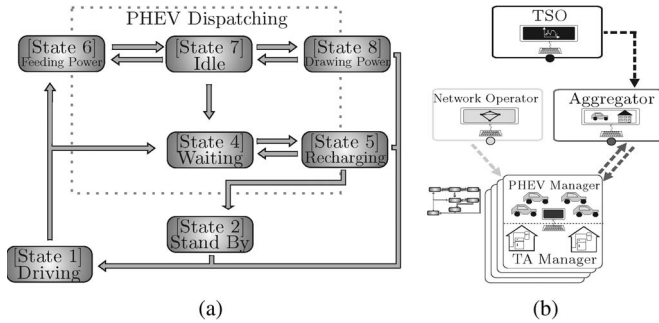 PHEV Dispatching
[State 6]
Feeding Power
[State 7]
Idle
[State 8]
Drawing Power
[State 4]
Waiting
[State 5]
Recharging
[State 2]
Stand By
[State 1]
Driving
(a)
TSO
Network Operator
Aggregator
PHEV Manager
TA Manager
(b)